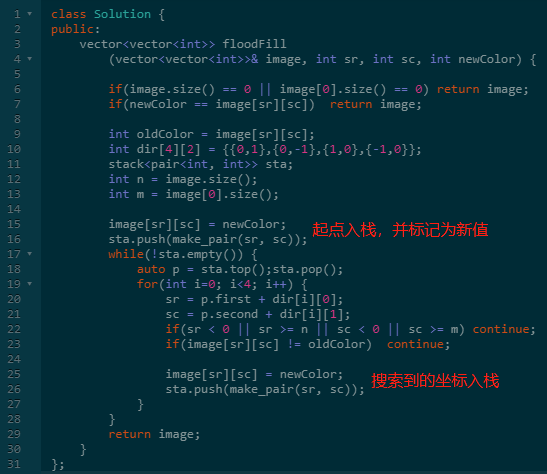 1 class Solution {
2 public:
3     vector<vector<int>> floodFill
4         (vector<vector<int>>& image, int sr, int sc, int newColor) {
5
6         if(image.size() == 0 || image[0].size() == 0) return image;
7         if(newColor == image[sr][sc])  return image;
8
9         int oldColor = image[sr][sc];
10         int dir[4][2] = {{0,1},{0,-1},{1,0},{-1,0}};
11         stack<pair<int, int>> sta;
12         int n = image.size();
13         int m = image[0].size();
14
15         image[sr][sc] = newColor; 起点入栈，并标记为新值
16         sta.push(make_pair(sr, sc));
17         while(!sta.empty()) {
18             auto p = sta.top();sta.pop();
19             for(int i=0; i<4; i++) {
20                 sr = p.first + dir[i][0];
21                 sc = p.second + dir[i][1];
22                 if(sr < 0 || sr >= n || sc < 0 || sc >= m) continue;
23                 if(image[sr][sc] != oldColor)  continue;
24
25                 image[sr][sc] = newColor; 搜索到的坐标入栈
26                 sta.push(make_pair(sr, sc));
27             }
28         }
29         return image;
30     }
31 };